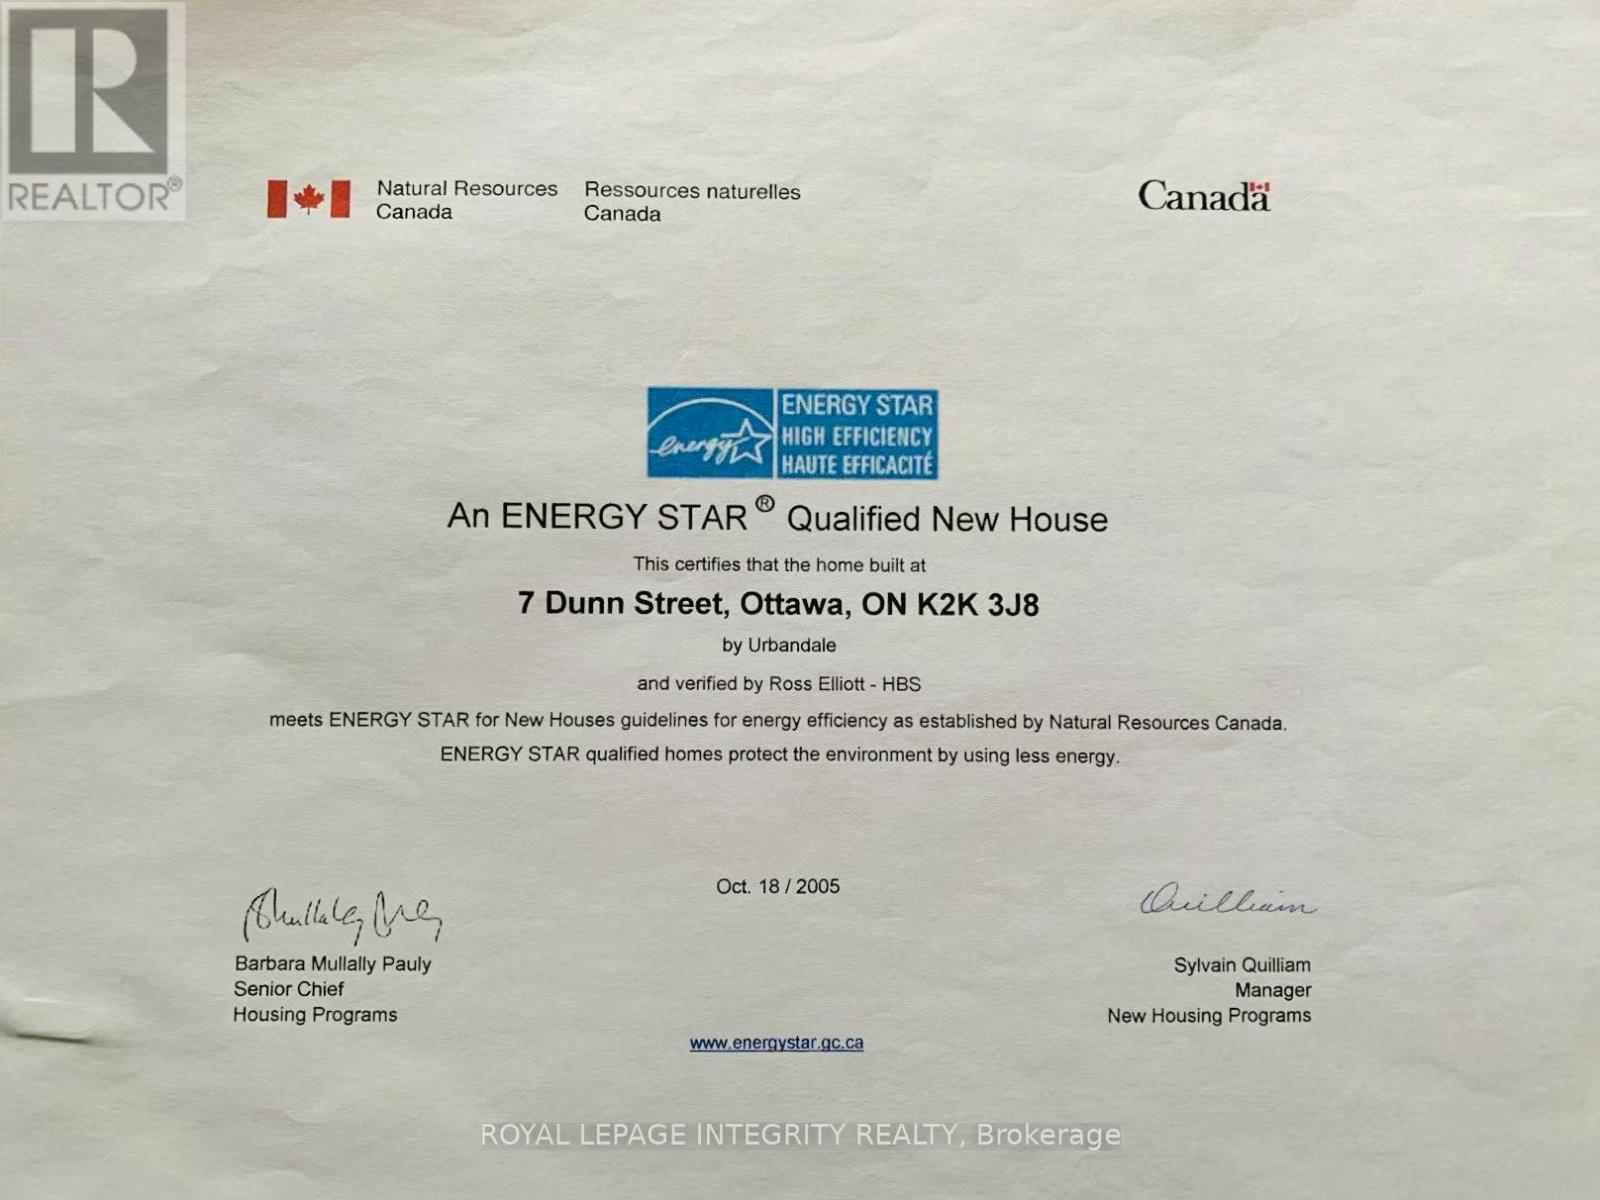 REALTOR®
Natural Resources Canada
Ressources naturelles Canada
Canada
energy
ENERGY STAR
HIGH EFFICIENCY
HAUTE EFFICACITÉ
An ENERGY STAR® Qualified New House
This certifies that the home built at
7 Dunn Street, Ottawa, ON K2K 3J8
by Urbandale
and verified by Ross Elliott - HBS
meets ENERGY STAR for New Houses guidelines for energy efficiency as established by Natural Resources Canada.
ENERGY STAR qualified homes protect the environment by using less energy.
Oct. 18 / 2005
Quilliam
Barbara Mullally Pauly
Senior Chief
Housing Programs
Sylvain Quilliam
Manager
New Housing Programs
www.energystar.gc.ca
ROYAL LEPAGE INTEGRITY REALTY, Brokerage